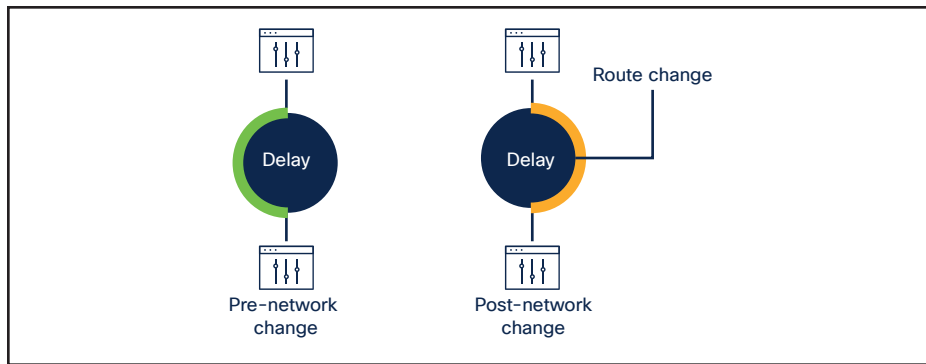 Route change
Delay
Delay
Pre-network
change
Post-network
change